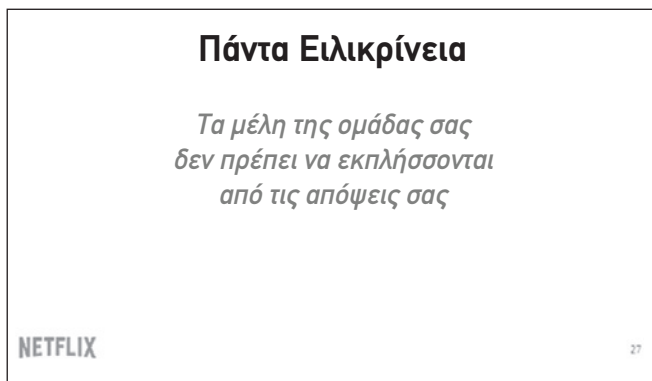 Πάντα Ειλικρίνεια
Τα μέλη της ομάδας σας
δεν πρέπει να εκπλήσσονται
από τις απόψεις σας
NETFLIX
27